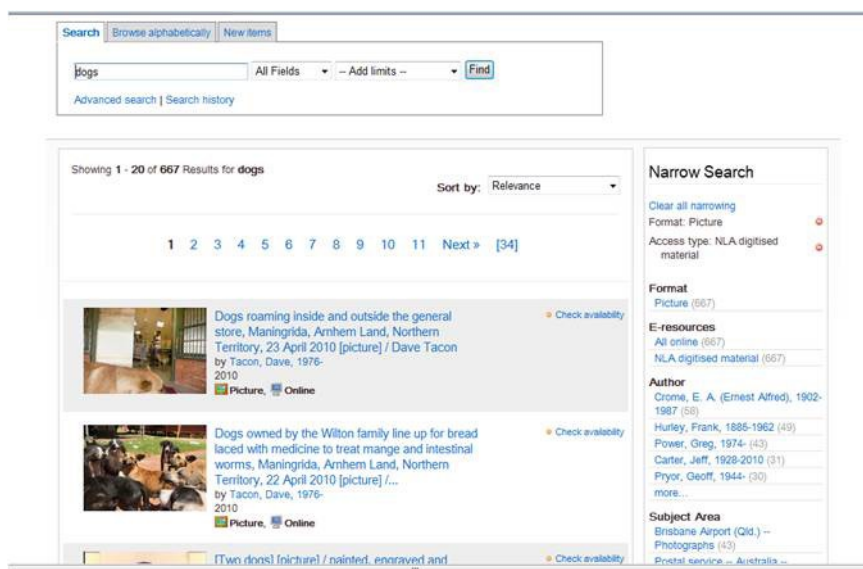 Search Browse alphabetically New items
dogs All Fields -- Add limits -- Find
Advanced search | Search history
Showing 1 - 20 of 667 Results for dogs
Sort by: Relevance
1 2 3 4 5 6 7 8 9 10 11 Next » [34]
Dogs roaming inside and outside the general
store, Maningrida, Arnhem Land, Northern
Territory, 23 April 2010 [picture] / Dave Tacon
by Tacon, Dave, 1976-
2010
Picture, Online
Check availability
Dogs owned by the Wilton family line up for bread
laced with medicine to treat mange and intestinal
worms, Maningrida, Arnhem Land, Northern
Territory, 22 April 2010 [picture] /...
by Tacon, Dave, 1976-
2010
Picture, Online
Check availability
[Two dogs] [picture] / painted, engraved and
Check availability
Narrow Search
Clear all narrowing
Format: Picture
Access type: NLA digitised
material
Format
Picture (667)
E-resources
All online (667)
NLA digitised material (667)
Author
Crome, E. A. (Ernest Alfred), 1902-
1987 (58)
Hurley, Frank, 1885-1962 (49)
Power, Greg, 1974- (43)
Carter, Jeff, 1928-2010 (31)
Pryor, Geoff, 1944- (30)
more...
Subject Area
Brisbane Airport (Qld.) --
Photographs (43)
Postal service -- Australia --